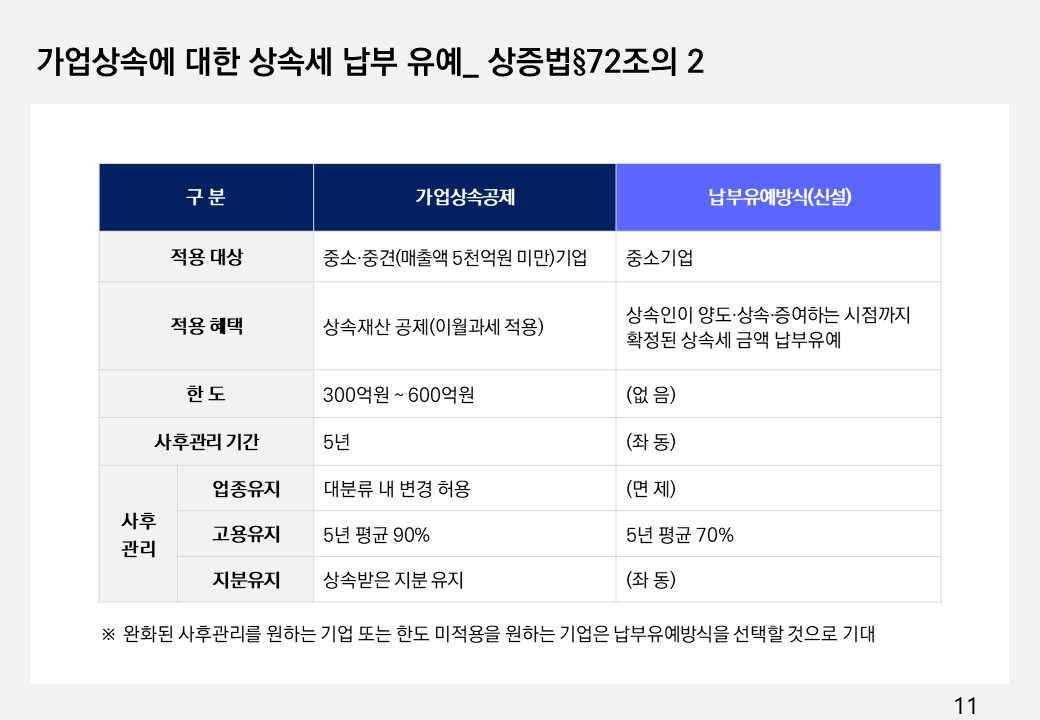 가업상속에 대한 상속세 납부 유예_ 상증법§72조의 2
구 분
가업상속공제
납부유예방식(신설)
적용 대상
중소·중견(매출액 5천억원 미만)기업
중소기업
적용 혜택
상속재산 공제(이월과세 적용)
상속인이 양도·상속·증여하는 시점까지
확정된 상속세 금액 납부유예
한 도
300억원 ~ 600억원
(없 음)
사후관리 기간
5년
(좌 동)
사후
관리
업종유지
대분류 내 변경 허용
(면 제)
고용유지
5년 평균 90%
5년 평균 70%
지분유지
상속받은 지분 유지
(좌 동)
※ 완화된 사후관리를 원하는 기업 또는 한도 미적용을 원하는 기업은 납부유예방식을 선택할 것으로 기대
11